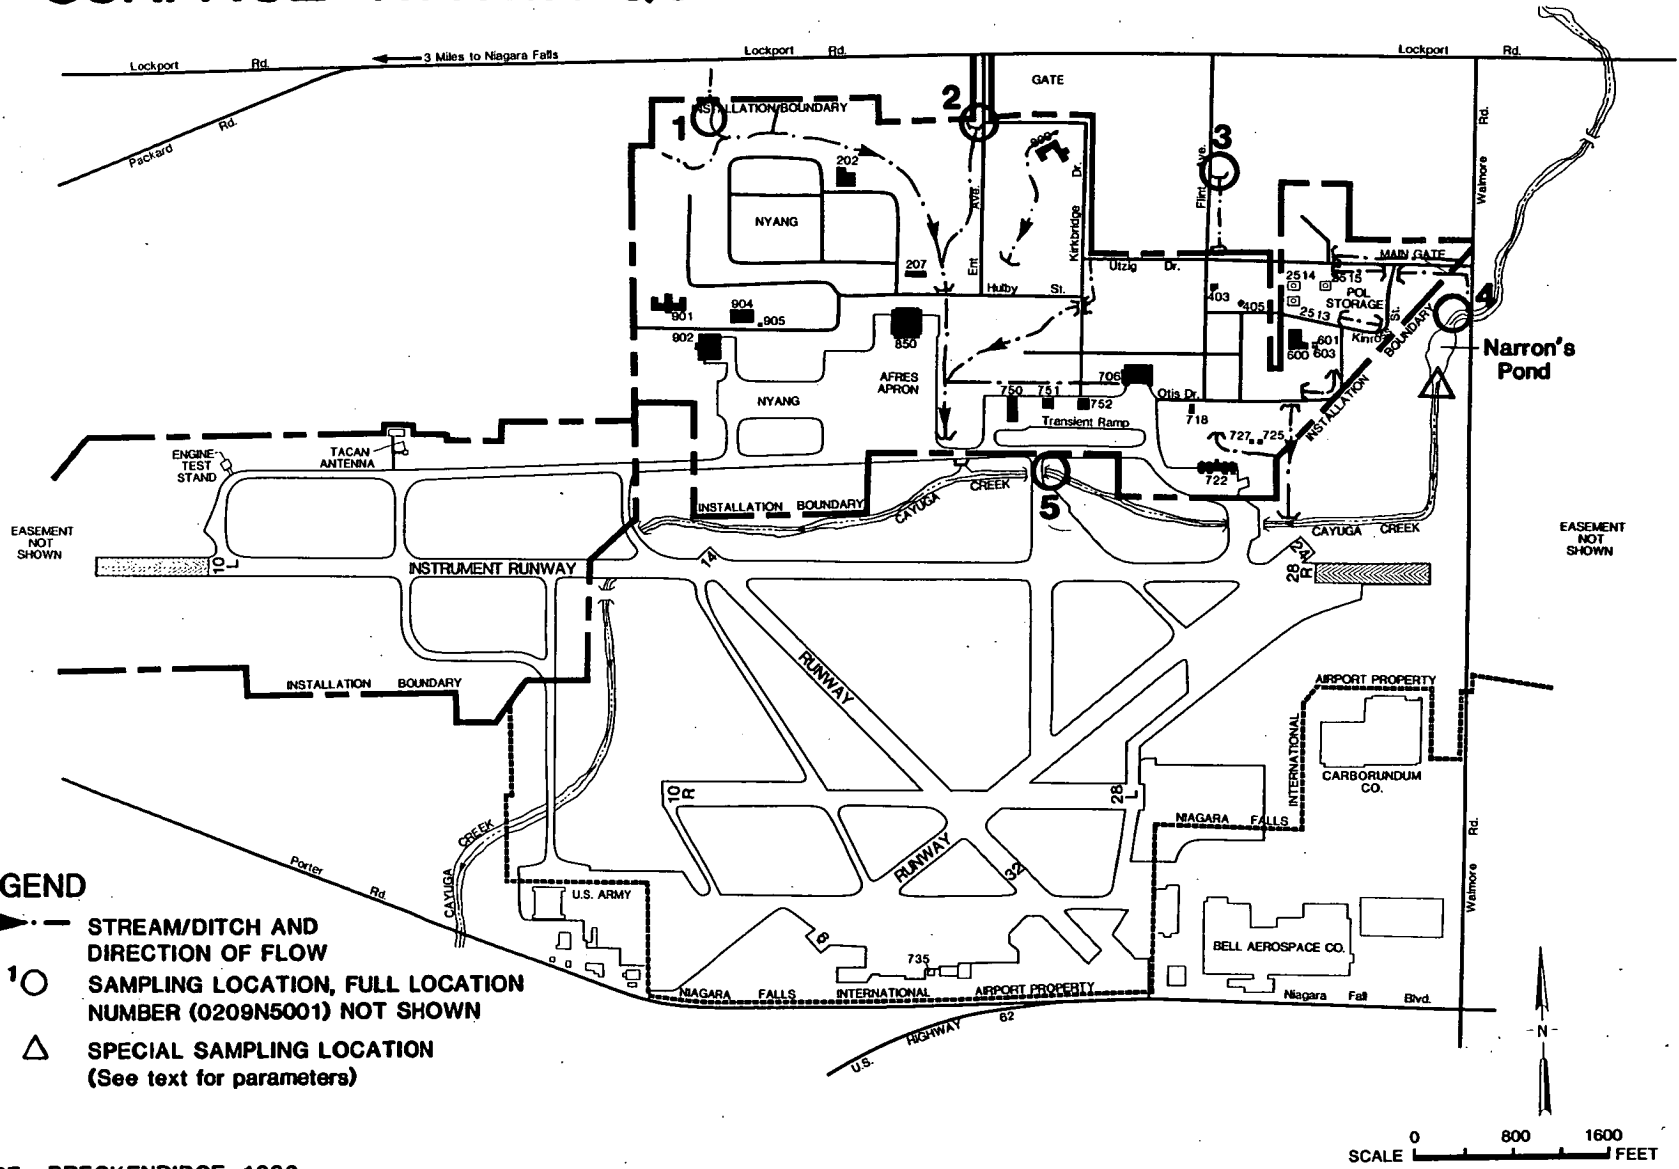 Lockport Rd.
3 Miles to Niagara Falls
Lockport Rd.
Lockport Rd.
GATE
Packard Rd.
INSTALLATION BOUNDARY
1
2
3
4
5
202
NYANG
207
Ent Ave.
999
Kirkbridge Dr.
Flint Ave.
Walmore Rd.
Utzig Dr.
Hulby St.
MAIN GATE
2514
3515
POL STORAGE
2513
403
405
Kinross St.
600
601
603
INSTALLATION BOUNDARY
Narron's
Pond
901
904
905
902
850
AFRES
APRON
NYANG
706
750
751
752
Otis Dr.
718
Transient Ramp
727
725
722
TACAN
ANTENNA
ENGINE
TEST
STAND
INSTALLATION BOUNDARY
CAYUGA CREEK
CAYUGA CREEK
EASEMENT
NOT
SHOWN
EASEMENT
NOT
SHOWN
10 L
INSTRUMENT RUNWAY
14
24
28 R
INSTALLATION BOUNDARY
RUNWAY
AIRPORT PROPERTY
INTERNATIONAL
CARBORUNDUM
CO.
10 R
28 L
NIAGARA FALLS
RUNWAY
32
CAYUGA CREEK
Porter Rd.
U.S. ARMY
8
735
BELL AEROSPACE CO.
Walmore Rd.
NIAGARA FALLS INTERNATIONAL AIRPORT PROPERTY
Niagara Fall Blvd.
U.S. HIGHWAY 62
GEND
STREAM/DITCH AND
DIRECTION OF FLOW
1
SAMPLING LOCATION, FULL LOCATION
NUMBER (0209N5001) NOT SHOWN
SPECIAL SAMPLING LOCATION
(See text for parameters)
-N-
0 800 1600
SCALE FEET